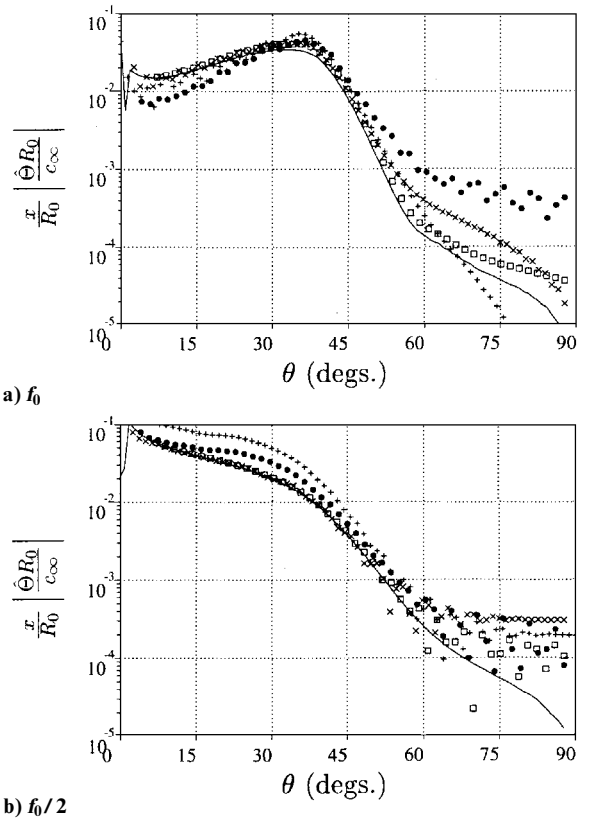 10⁻¹
10⁻²
10⁻³
10⁻⁴
10⁻⁵
x/R₀ |Θ̂R₀/c∞|
0 15 30 45 60 75 90
θ (degs.)
a) f₀
10⁻¹
10⁻²
10⁻³
10⁻⁴
10⁻⁵
x/R₀ |Θ̂R₀/c∞|
0 15 30 45 60 75 90
θ (degs.)
b) f₀/2